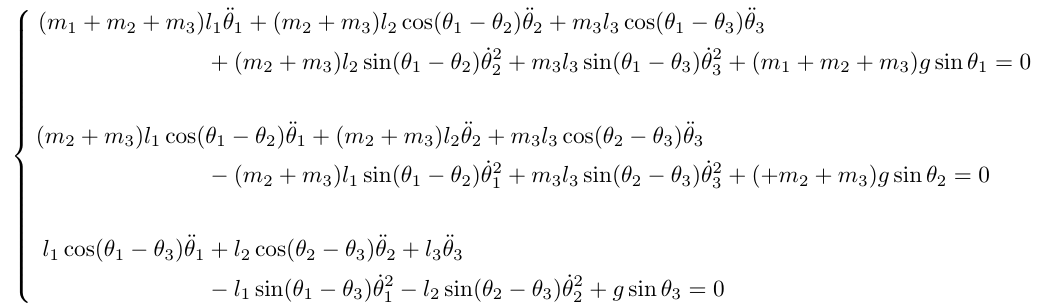 (m₁ + m₂ + m₃)l₁θ̈₁ + (m₂ + m₃)l₂ cos(θ₁ − θ₂)θ̈₂ + m₃l₃ cos(θ₁ − θ₃)θ̈₃
+ (m₂ + m₃)l₂ sin(θ₁ − θ₂)θ̇₂² + m₃l₃ sin(θ₁ − θ₃)θ̇₃² + (m₁ + m₂ + m₃)g sin θ₁ = 0
(m₂ + m₃)l₁ cos(θ₁ − θ₂)θ̈₁ + (m₂ + m₃)l₂θ̈₂ + m₃l₃ cos(θ₂ − θ₃)θ̈₃
− (m₂ + m₃)l₁ sin(θ₁ − θ₂)θ̇₁² + m₃l₃ sin(θ₂ − θ₃)θ̇₃² + (+m₂ + m₃)g sin θ₂ = 0
l₁ cos(θ₁ − θ₃)θ̈₁ + l₂ cos(θ₂ − θ₃)θ̈₂ + l₃θ̈₃
− l₁ sin(θ₁ − θ₃)θ̇₁² − l₂ sin(θ₂ − θ₃)θ̇₂² + g sin θ₃ = 0